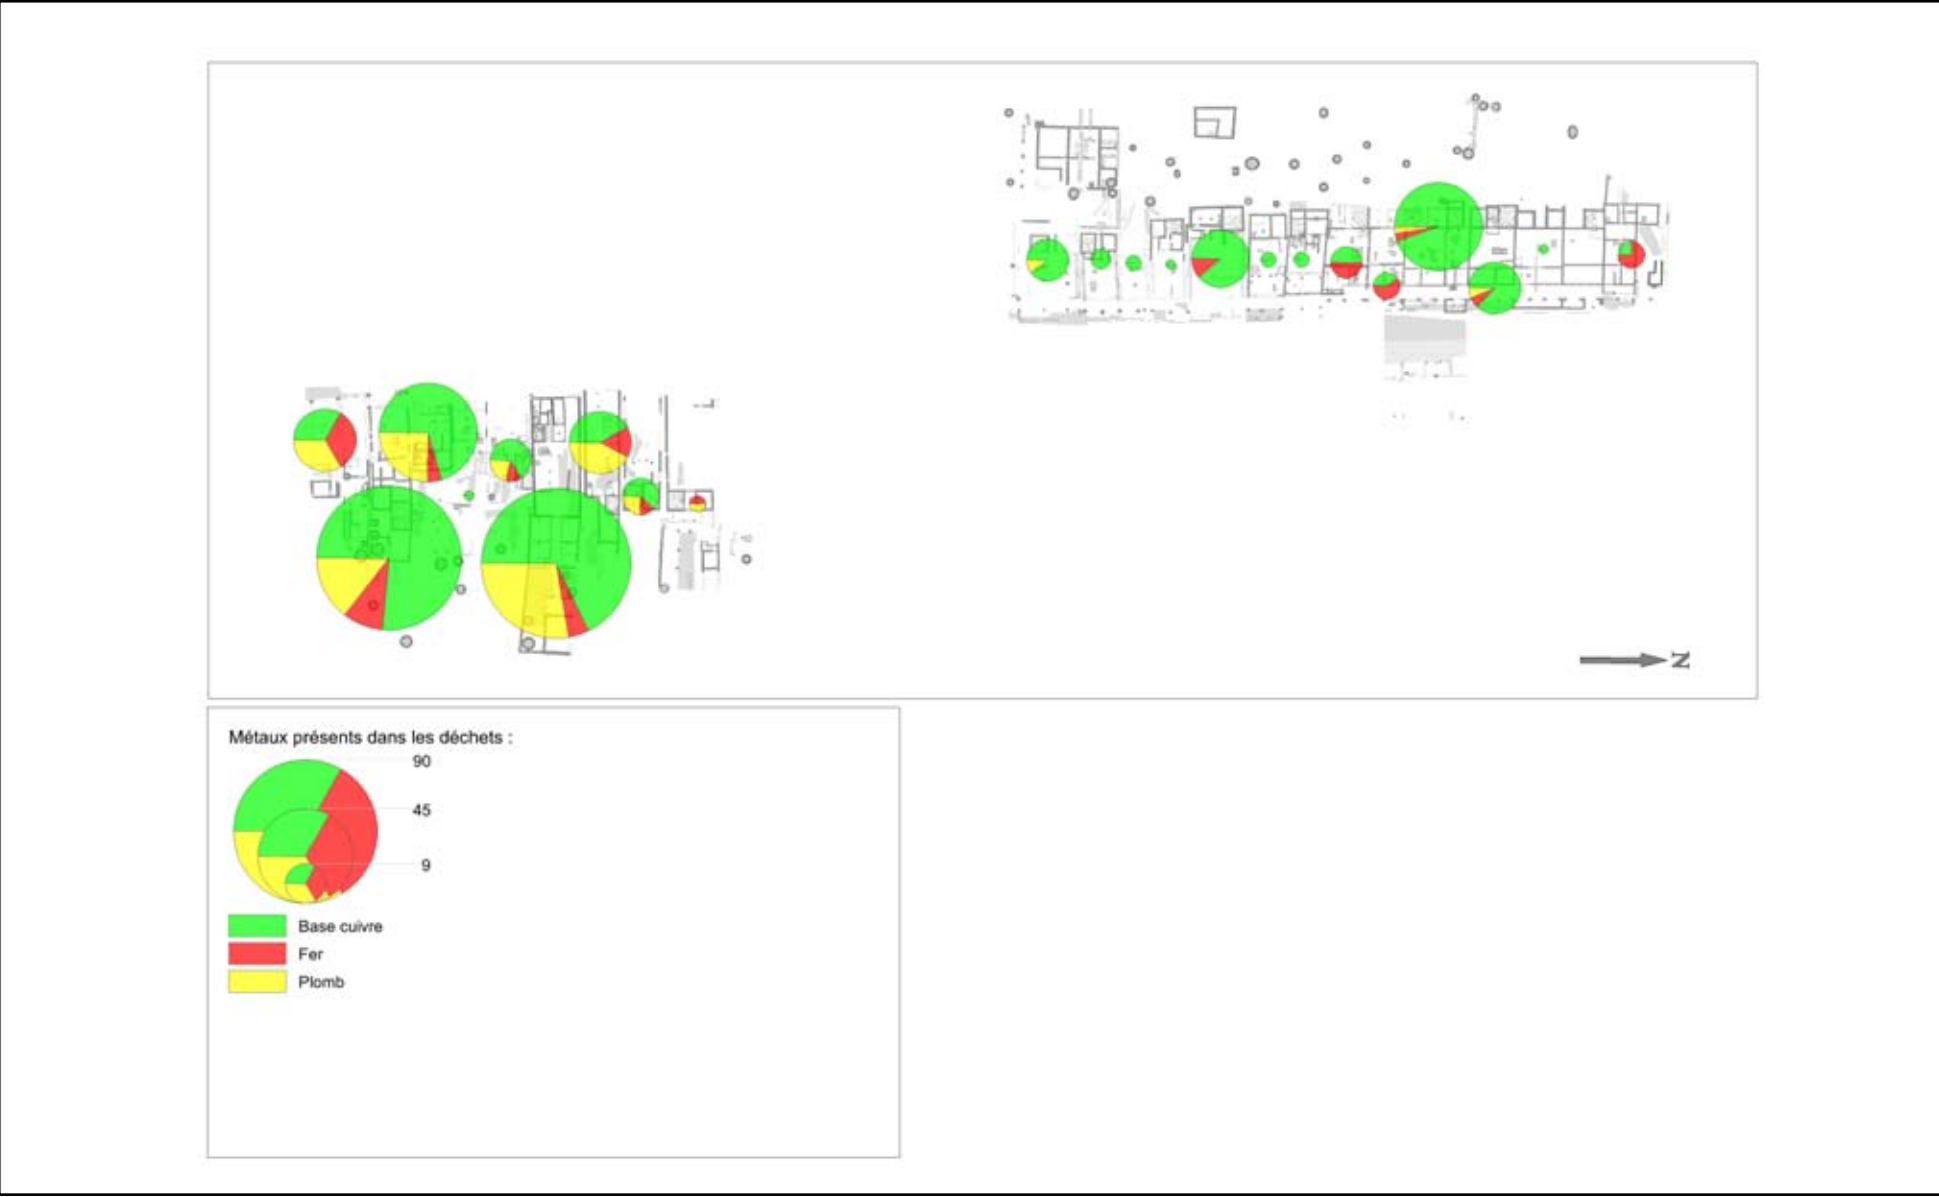 N
Métaux présents dans les déchets :
90
45
9
Base cuivre
Fer
Plomb